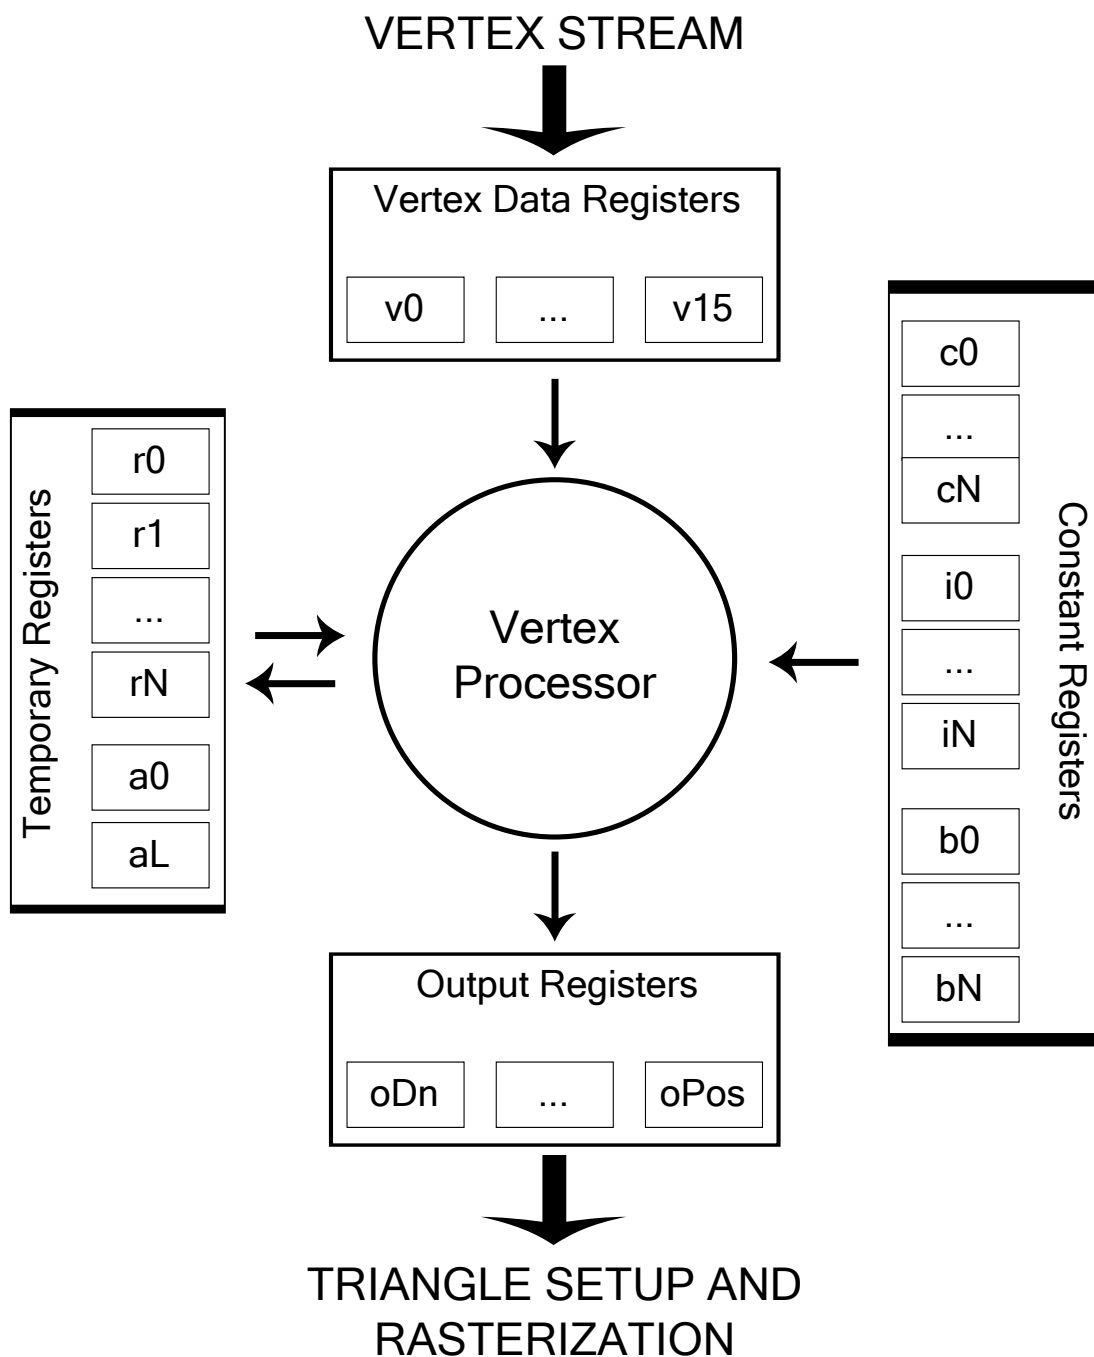 VERTEX STREAM
Vertex Data Registers
v0 ... v15
Temporary Registers
r0
r1
...
rN
a0
aL
Vertex
Processor
c0
...
cN
i0
...
iN
b0
...
bN
Constant Registers
Output Registers
oDn ... oPos
TRIANGLE SETUP AND
RASTERIZATION